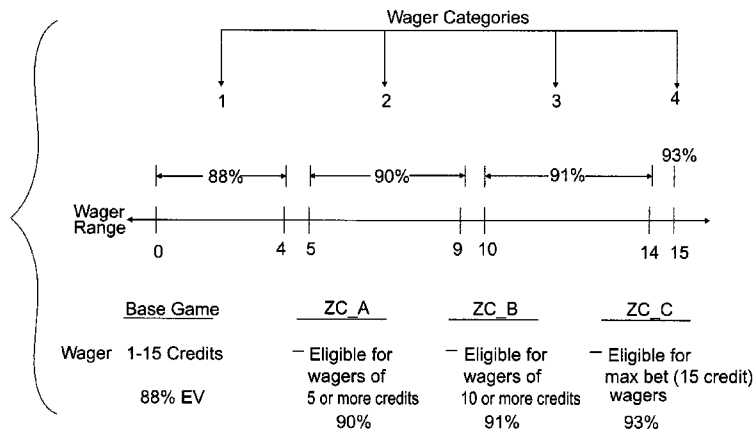 Wager Categories
1 2 3 4
93%
88% 90% 91%
Wager
Range
0 4 5 9 10 14 15
Base Game ZC_A ZC_B ZC_C
Wager 1-15 Credits – Eligible for – Eligible for – Eligible for
wagers of wagers of max bet (15 credit)
88% EV 5 or more credits 10 or more credits wagers
90% 91% 93%